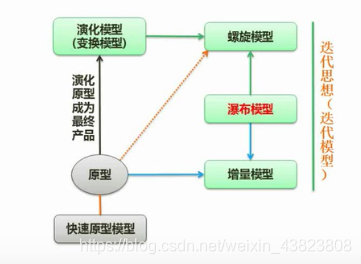 演化模型
(变换模型)
螺旋模型
演化
原型
成为
最终
产品
瀑布模型
迭代思想（迭代模型）
原型
增量模型
快速原型模型
https://blog.csdn.net/weixin_43823808